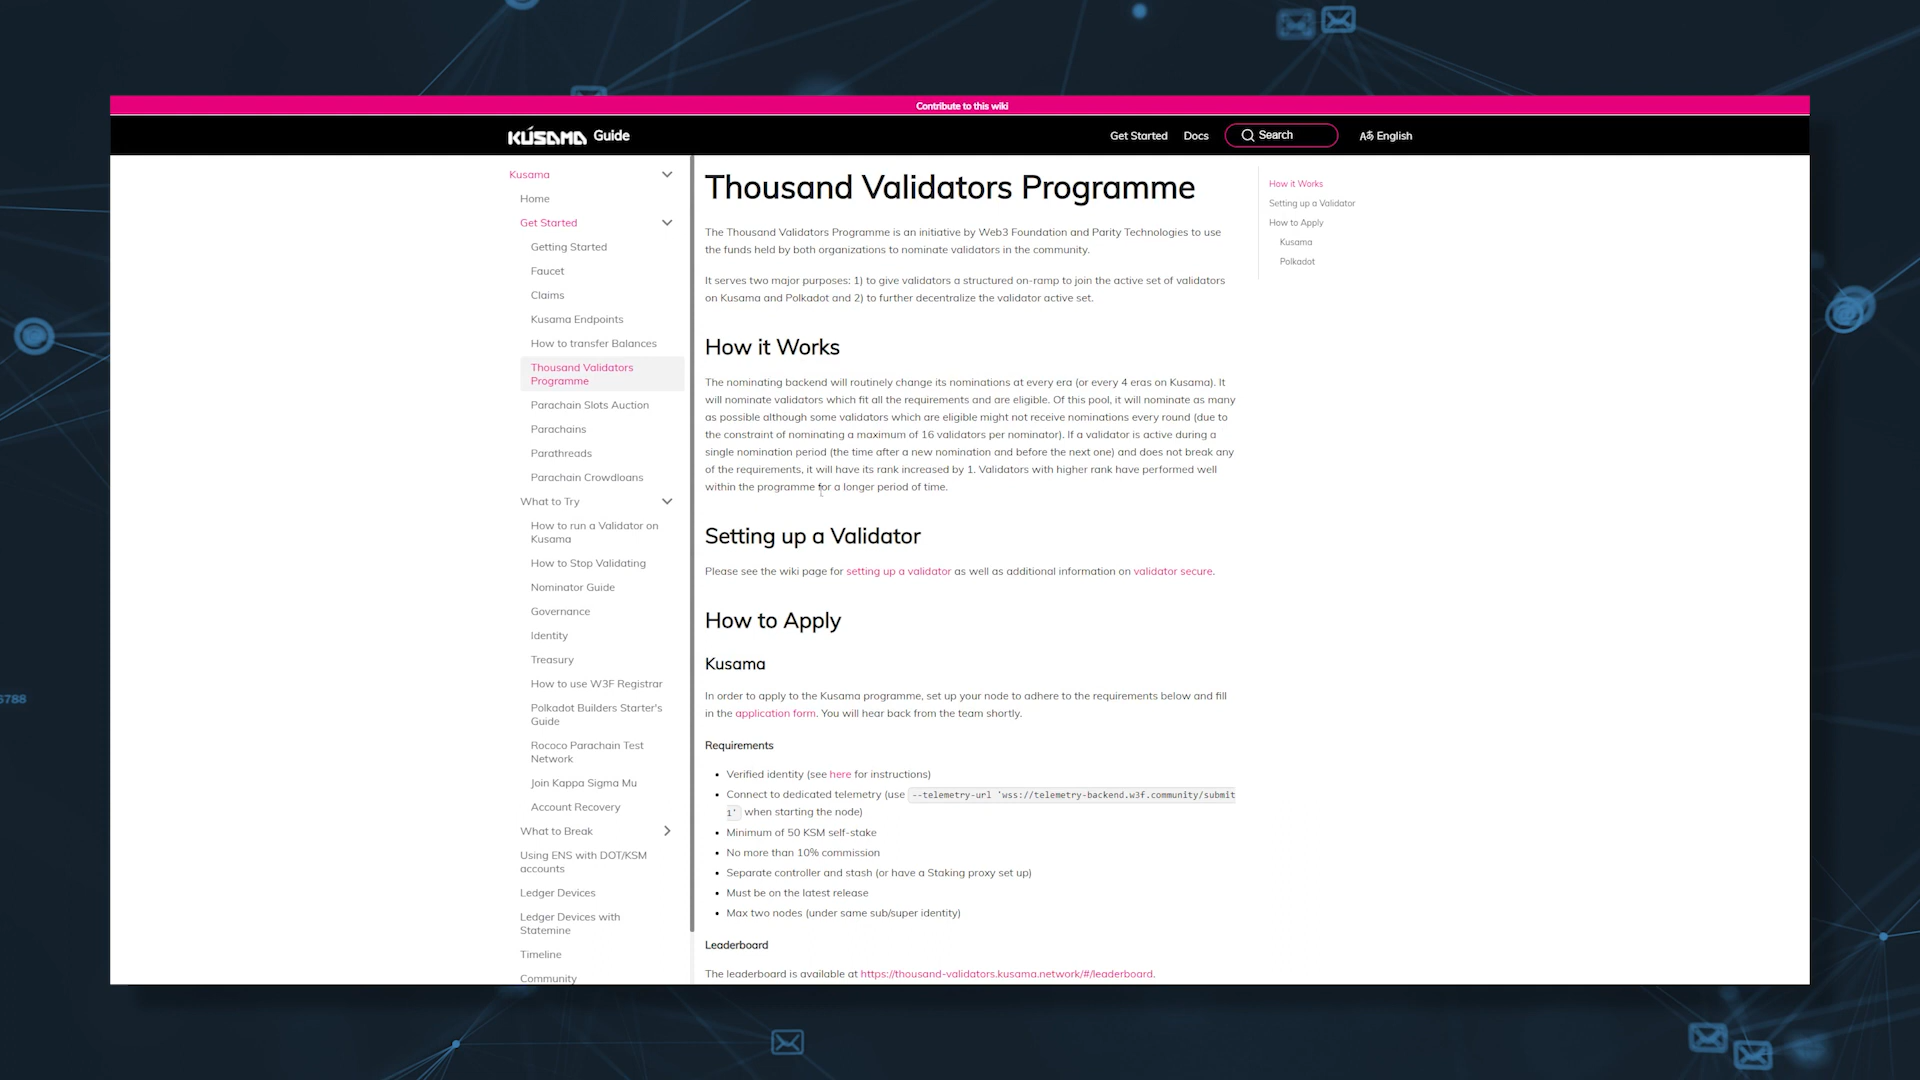 Contribute to this wiki
KUSAMA Guide
Get Started
Docs
Search
English
Kusama
Home
Get Started
Getting Started
Faucet
Claims
Kusama Endpoints
How to transfer Balances
Thousand Validators
Programme
Parachain Slots Auction
Parachains
Parathreads
Parachain Crowdloans
What to Try
How to run a Validator on
Kusama
How to Stop Validating
Nominator Guide
Governance
Identity
Treasury
How to use W3F Registrar
Polkadot Builders Starter's
Guide
Rococo Parachain Test
Network
Join Kappa Sigma Mu
Account Recovery
What to Break
Using ENS with DOT/KSM
accounts
Ledger Devices
Ledger Devices with
Statemine
Timeline
Community
Thousand Validators Programme
The Thousand Validators Programme is an initiative by Web3 Foundation and Parity Technologies to use
the funds held by both organizations to nominate validators in the community.
It serves two major purposes: 1) to give validators a structured on-ramp to join the active set of validators
on Kusama and Polkadot and 2) to further decentralize the validator active set.
How it Works
The nominating backend will routinely change its nominations at every era (or every 4 eras on Kusama). It
will nominate validators which fit all the requirements and are eligible. Of this pool, it will nominate as many
as possible although some validators which are eligible might not receive nominations every round (due to
the constraint of nominating a maximum of 16 validators per nominator). If a validator is active during a
single nomination period (the time after a new nomination and before the next one) and does not break any
of the requirements, it will have its rank increased by 1. Validators with higher rank have performed well
within the programme for a longer period of time.
Setting up a Validator
Please see the wiki page for setting up a validator as well as additional information on validator secure.
How to Apply
Kusama
In order to apply to the Kusama programme, set up your node to adhere to the requirements below and fill
in the application form. You will hear back from the team shortly.
Requirements
• Verified identity (see here for instructions)
• Connect to dedicated telemetry (use --telemetry-url 'wss://telemetry-backend.w3f.community/submit
1' when starting the node)
• Minimum of 50 KSM self-stake
• No more than 10% commission
• Separate controller and stash (or have a Staking proxy set up)
• Must be on the latest release
• Max two nodes (under same sub/super identity)
Leaderboard
The leaderboard is available at https://thousand-validators.kusama.network/#/leaderboard.
How it Works
Setting up a Validator
How to Apply
Kusama
Polkadot
6788